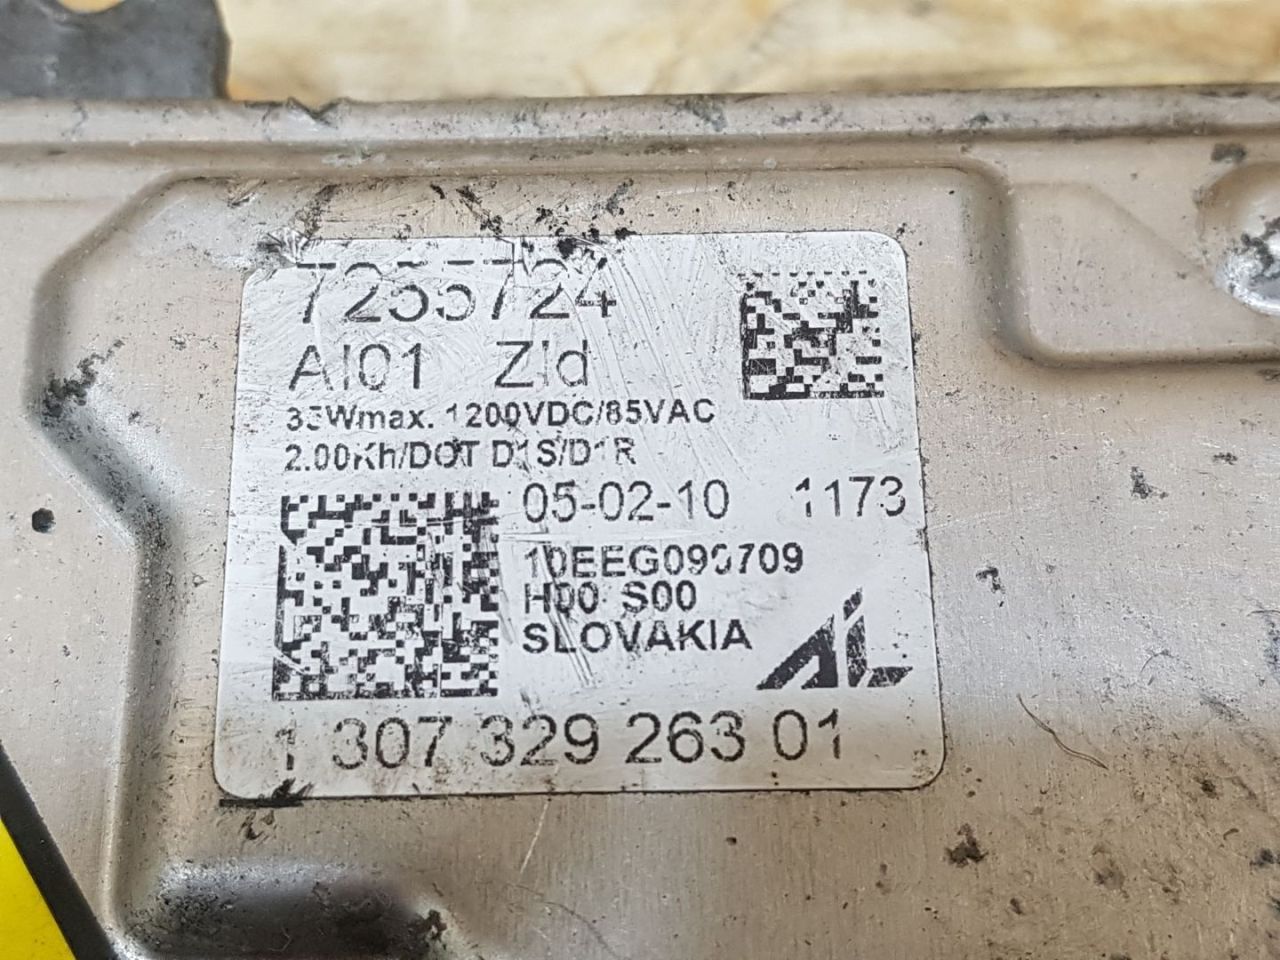 7255724
AI01 Zld
35Wmax. 1200VDC/85VAC
2.00Kh/DOT D1S/D1R
05-02-10 1173
H00 S00
SLOVAKIA
AL
1 307 329 263 01